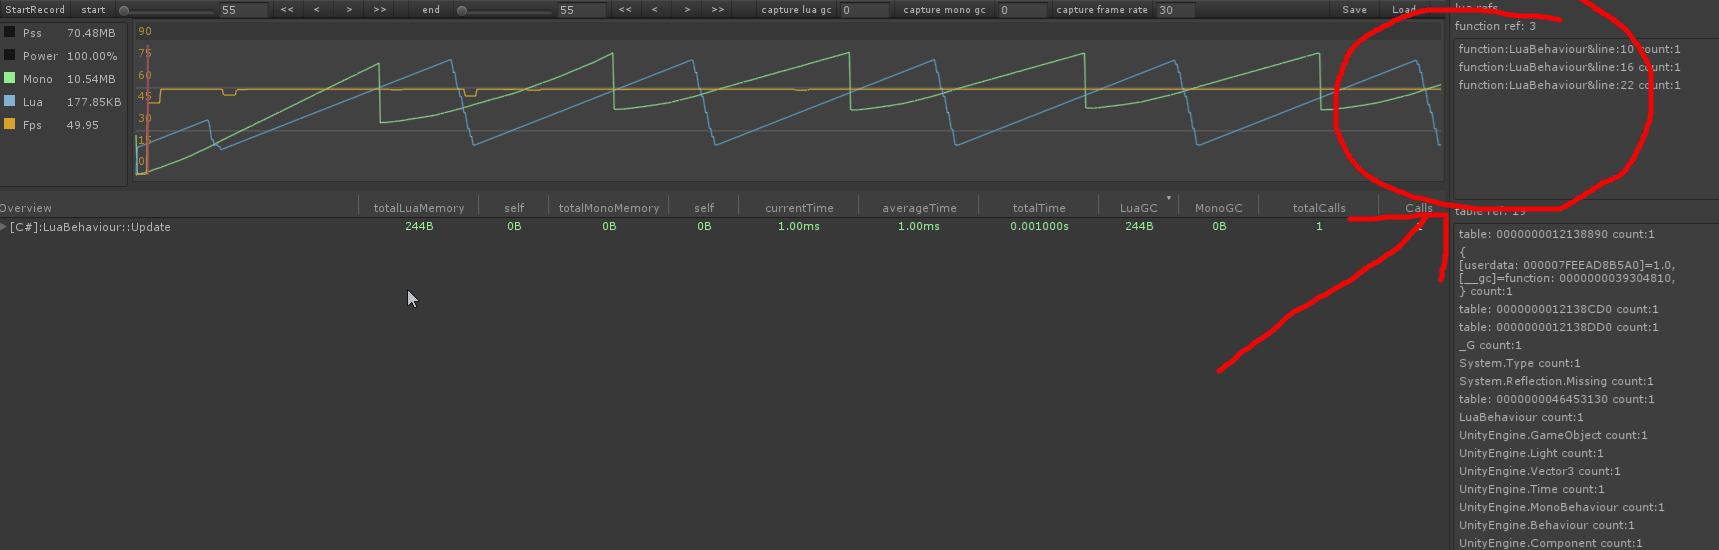 StartRecord start 55 << < > >> end 55 << < > >> capture lua gc 0 capture mono gc 0 capture frame rate 30 Save Load
Pss 70.48MB
Power 100.00%
Mono 10.54MB
Lua 177.85KB
Fps 49.95
90
75
60
45
30
15
0
lua refs
function ref: 3
function:LuaBehaviour&line:10 count:1
function:LuaBehaviour&line:16 count:1
function:LuaBehaviour&line:22 count:1
Overview totalLuaMemory self totalMonoMemory self currentTime averageTime totalTime LuaGC MonoGC totalCalls Calls
[C#]:LuaBehaviour::Update 244B 0B 0B 0B 1.00ms 1.00ms 0.001000s 244B 0B 1 1
table ref: 19
table: 0000000012138890 count:1
{
[userdata: 000007FEEAD8B5A0]=1.0,
[__gc]=function: 0000000039304810,
} count:1
table: 0000000012138CD0 count:1
table: 0000000012138DD0 count:1
_G count:1
System.Type count:1
System.Reflection.Missing count:1
table: 0000000046453130 count:1
LuaBehaviour count:1
UnityEngine.GameObject count:1
UnityEngine.Light count:1
UnityEngine.Vector3 count:1
UnityEngine.Time count:1
UnityEngine.MonoBehaviour count:1
UnityEngine.Behaviour count:1
UnityEngine.Component count:1